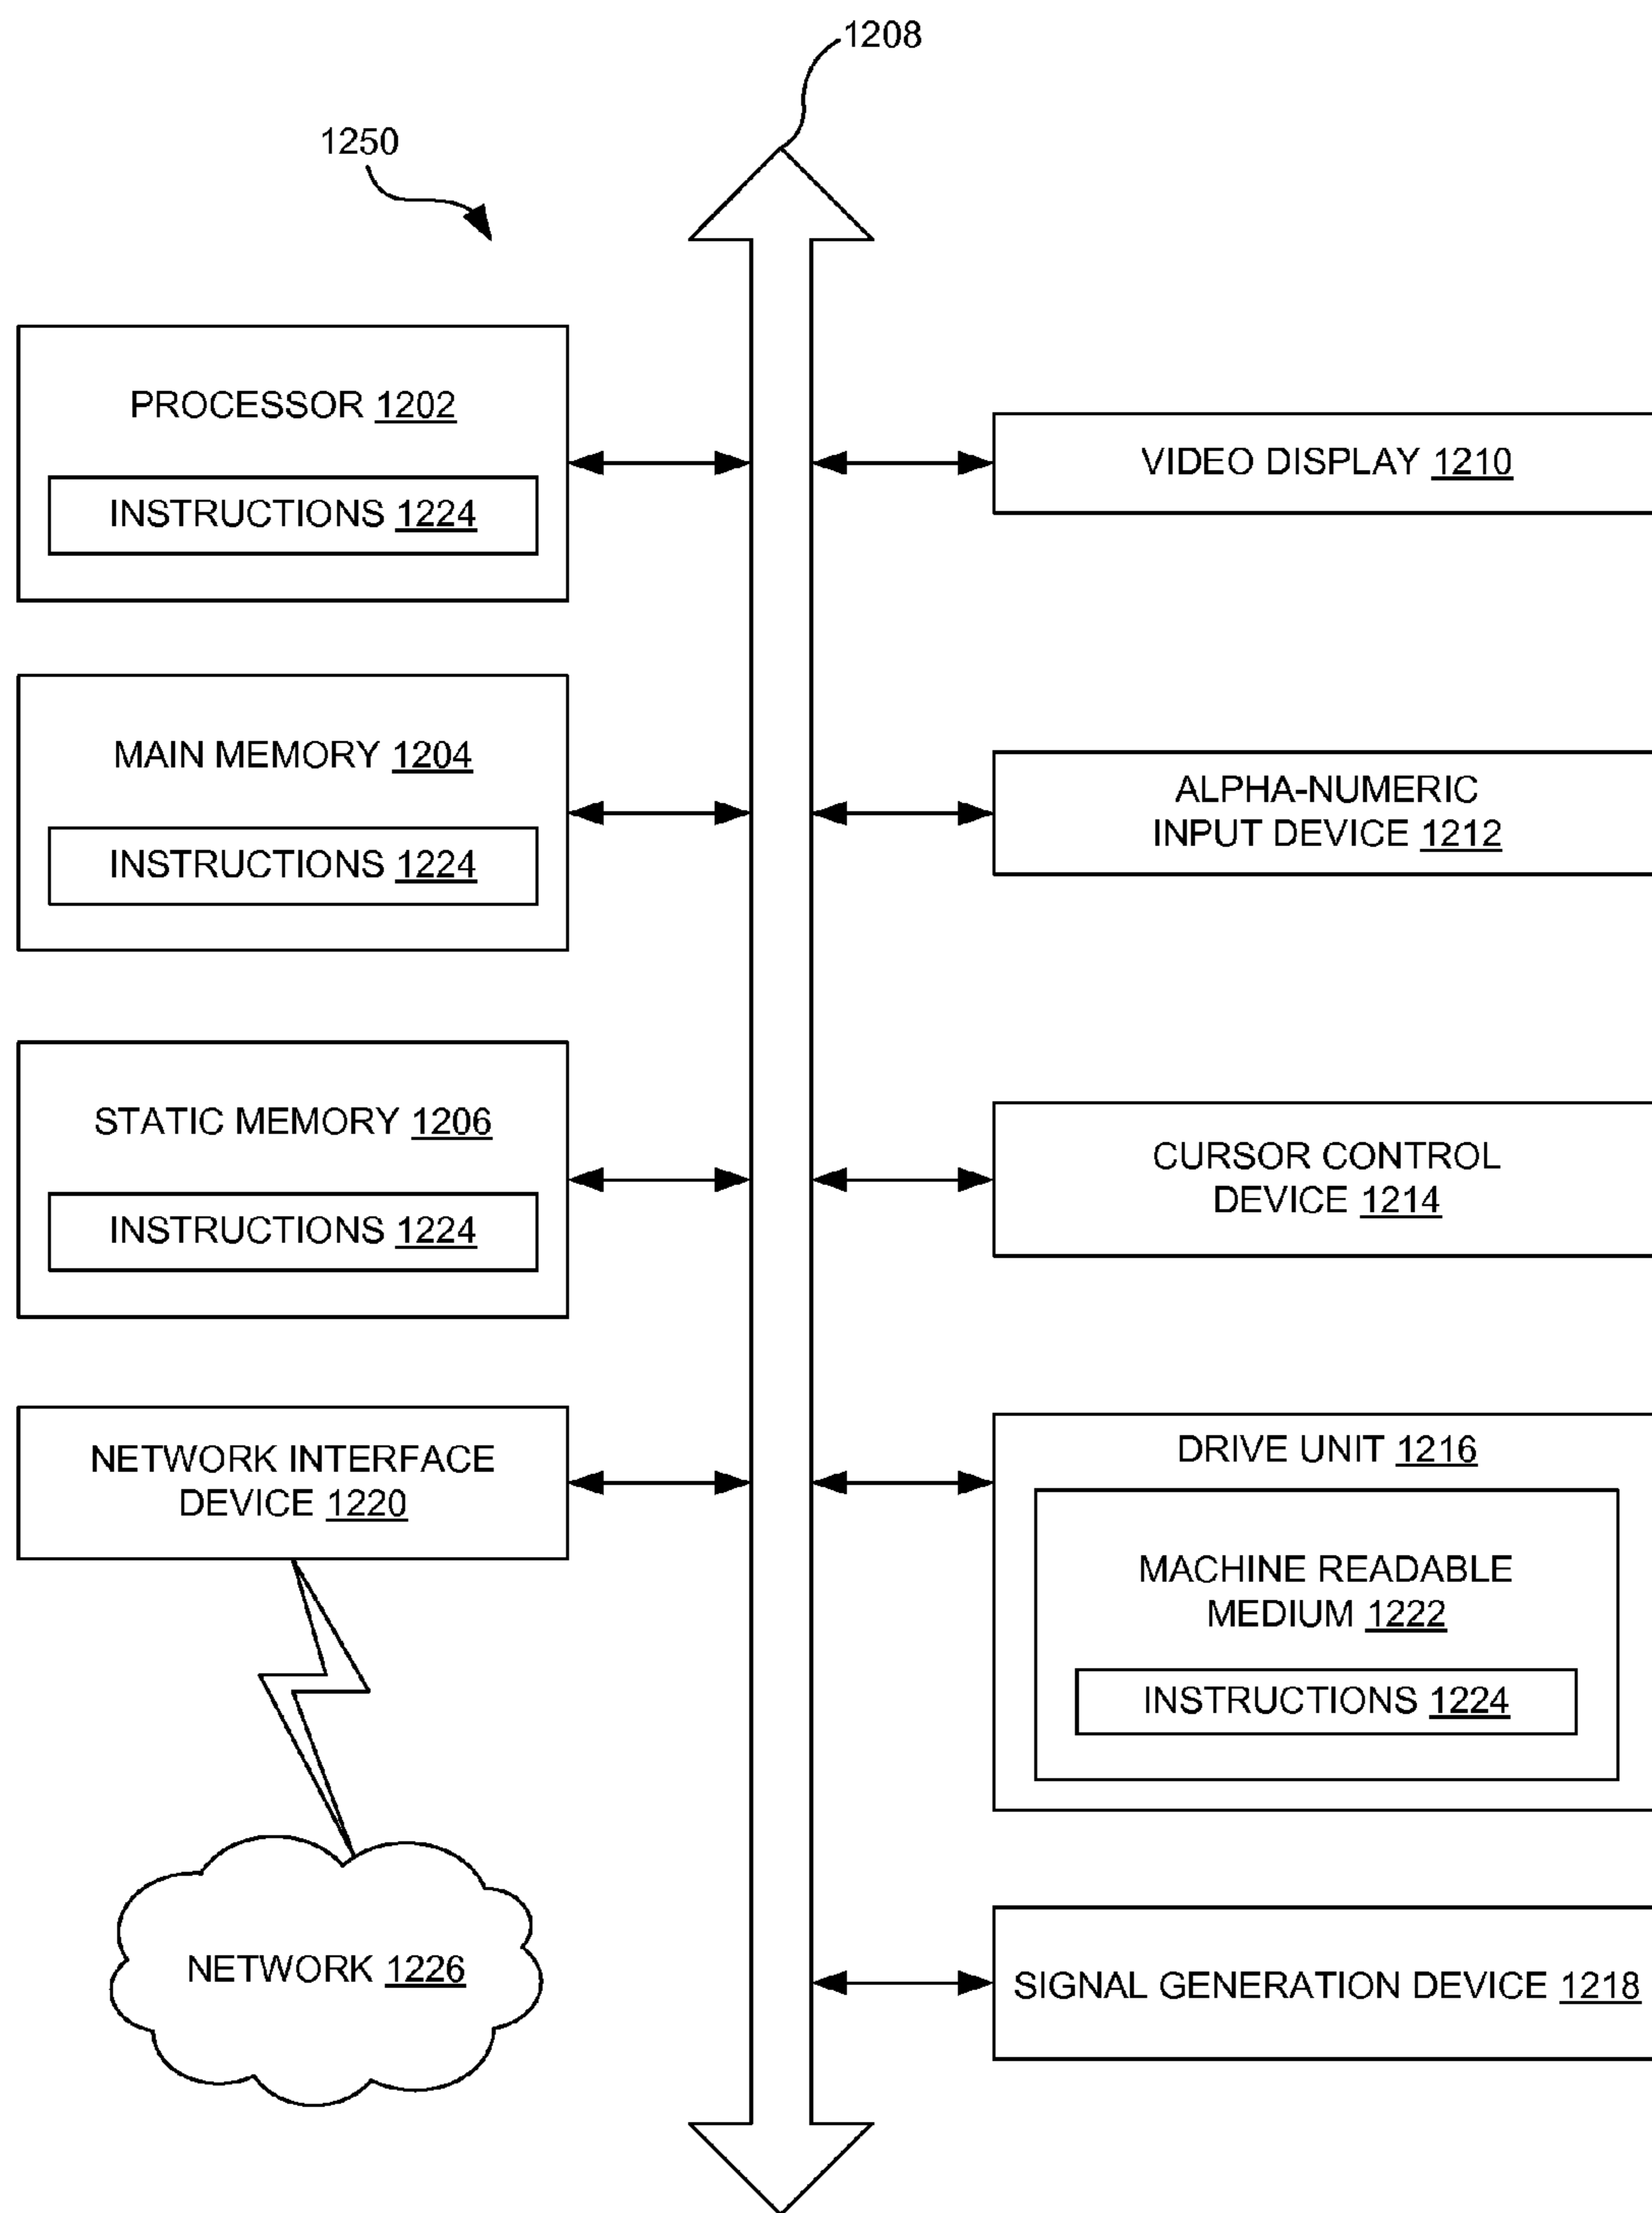 1208
1250
PROCESSOR 1202
INSTRUCTIONS 1224
MAIN MEMORY 1204
INSTRUCTIONS 1224
STATIC MEMORY 1206
INSTRUCTIONS 1224
NETWORK INTERFACE
DEVICE 1220
NETWORK 1226
VIDEO DISPLAY 1210
ALPHA-NUMERIC
INPUT DEVICE 1212
CURSOR CONTROL
DEVICE 1214
DRIVE UNIT 1216
MACHINE READABLE
MEDIUM 1222
INSTRUCTIONS 1224
SIGNAL GENERATION DEVICE 1218